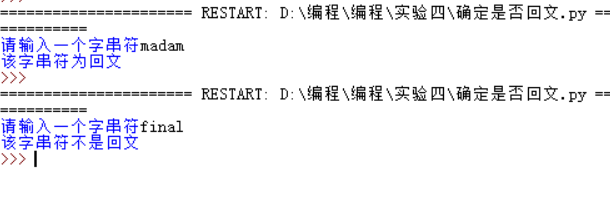 >>>
====================== RESTART: D:\编程\编程\实验四\确定是否回文.py ==
==========
请输入一个字串符madam
该字串符为回文
>>>
====================== RESTART: D:\编程\编程\实验四\确定是否回文.py ==
==========
请输入一个字串符final
该字串符不是回文
>>>